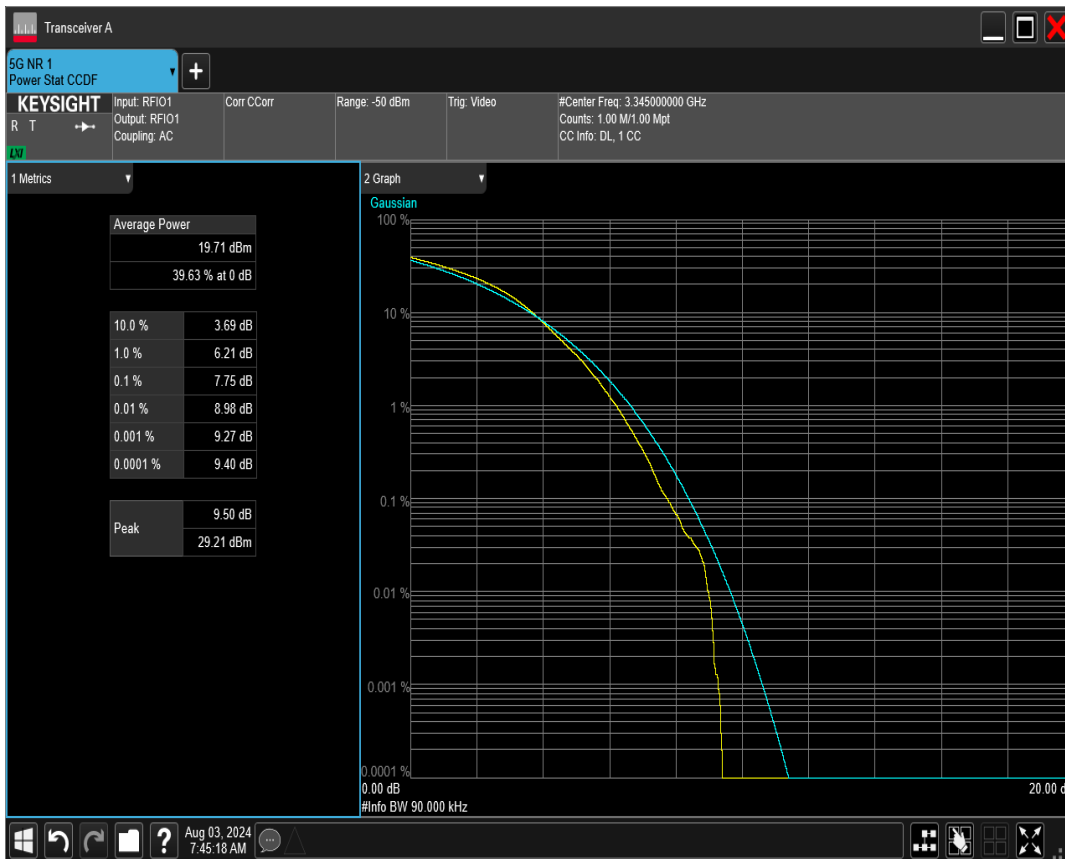 Transceiver A
5G NR 1
Power Stat CCDF
+
KEYSIGHT
R T
LXI
Input: RFIO1
Output: RFIO1
Coupling: AC
Corr CCorr
Range: -50 dBm
Trig: Video
#Center Freq: 3.345000000 GHz
Counts: 1.00 M/1.00 Mpt
CC Info: DL, 1 CC
1 Metrics
Average Power
19.71 dBm
39.63 % at 0 dB
10.0 % 3.69 dB
1.0 % 6.21 dB
0.1 % 7.75 dB
0.01 % 8.98 dB
0.001 % 9.27 dB
0.0001 % 9.40 dB
Peak
9.50 dB
29.21 dBm
2 Graph
Gaussian
100 %
10 %
1 %
0.1 %
0.01 %
0.001 %
0.0001 %
0.00 dB 20.00 d
#Info BW 90.000 kHz
?
Aug 03, 2024
7:45:18 AM